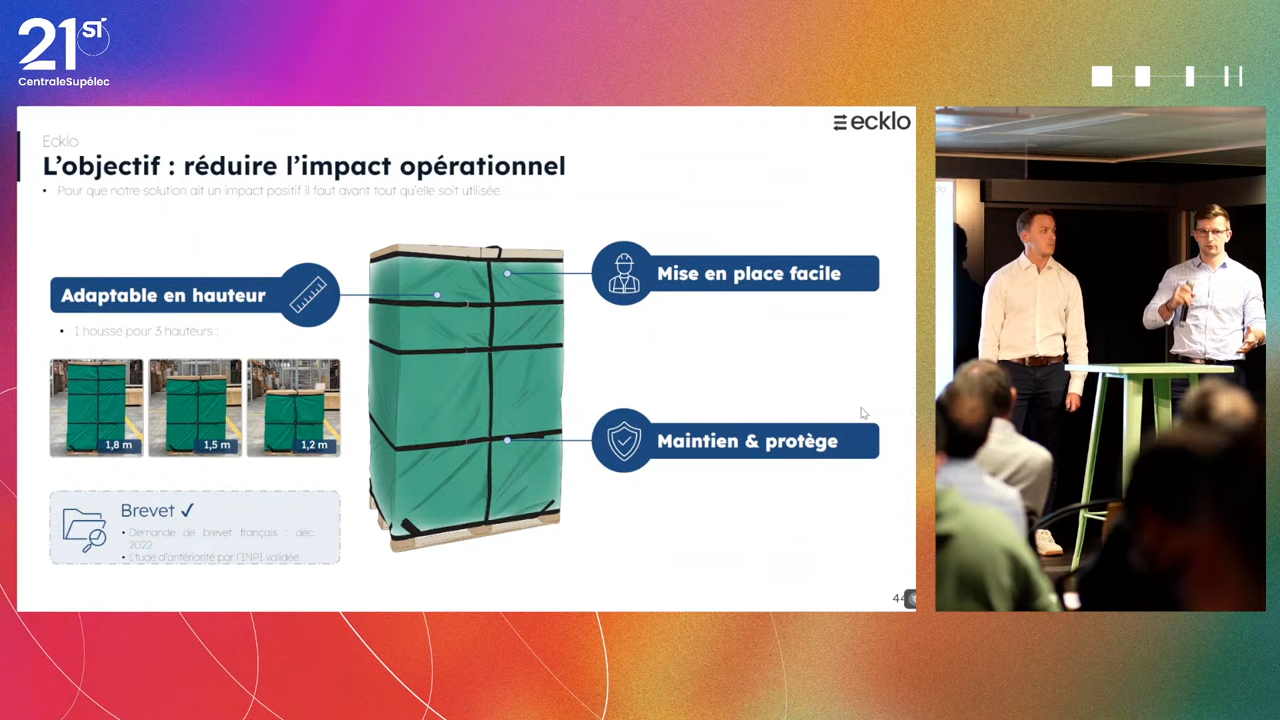 21st
CentraleSupélec
ecklo
Ecklo
L'objectif : réduire l'impact opérationnel
• Pour que notre solution ait un impact positif il faut avant tout qu'elle soit utilisée.
Adaptable en hauteur
Mise en place facile
• 1 housse pour 3 hauteurs :
1,8 m
1,5 m
1,2 m
Maintien & protège
Brevet ✓
• Demande de brevet français : déc.
2022
• Etude d'antériorité par l'INPI validée
44